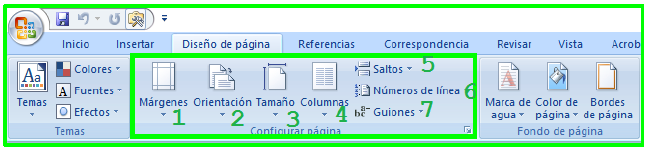 Inicio Insertar Diseño de página Referencias Correspondencia Revisar Vista Acrob
Aa
Temas
Colores
Fuentes
Efectos
Temas
Márgenes 1
Orientación 2
Tamaño 3
Columnas 4
Saltos 5
Números de línea 6
Guiones 7
Configurar página
Marca de
agua
Color de
página
Bordes
de página
Fondo de página